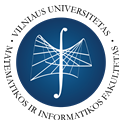 VILNIAUS UNIVERSITETAS
MATEMATIKOS IR INFORMATIKOS FAKULTETAS